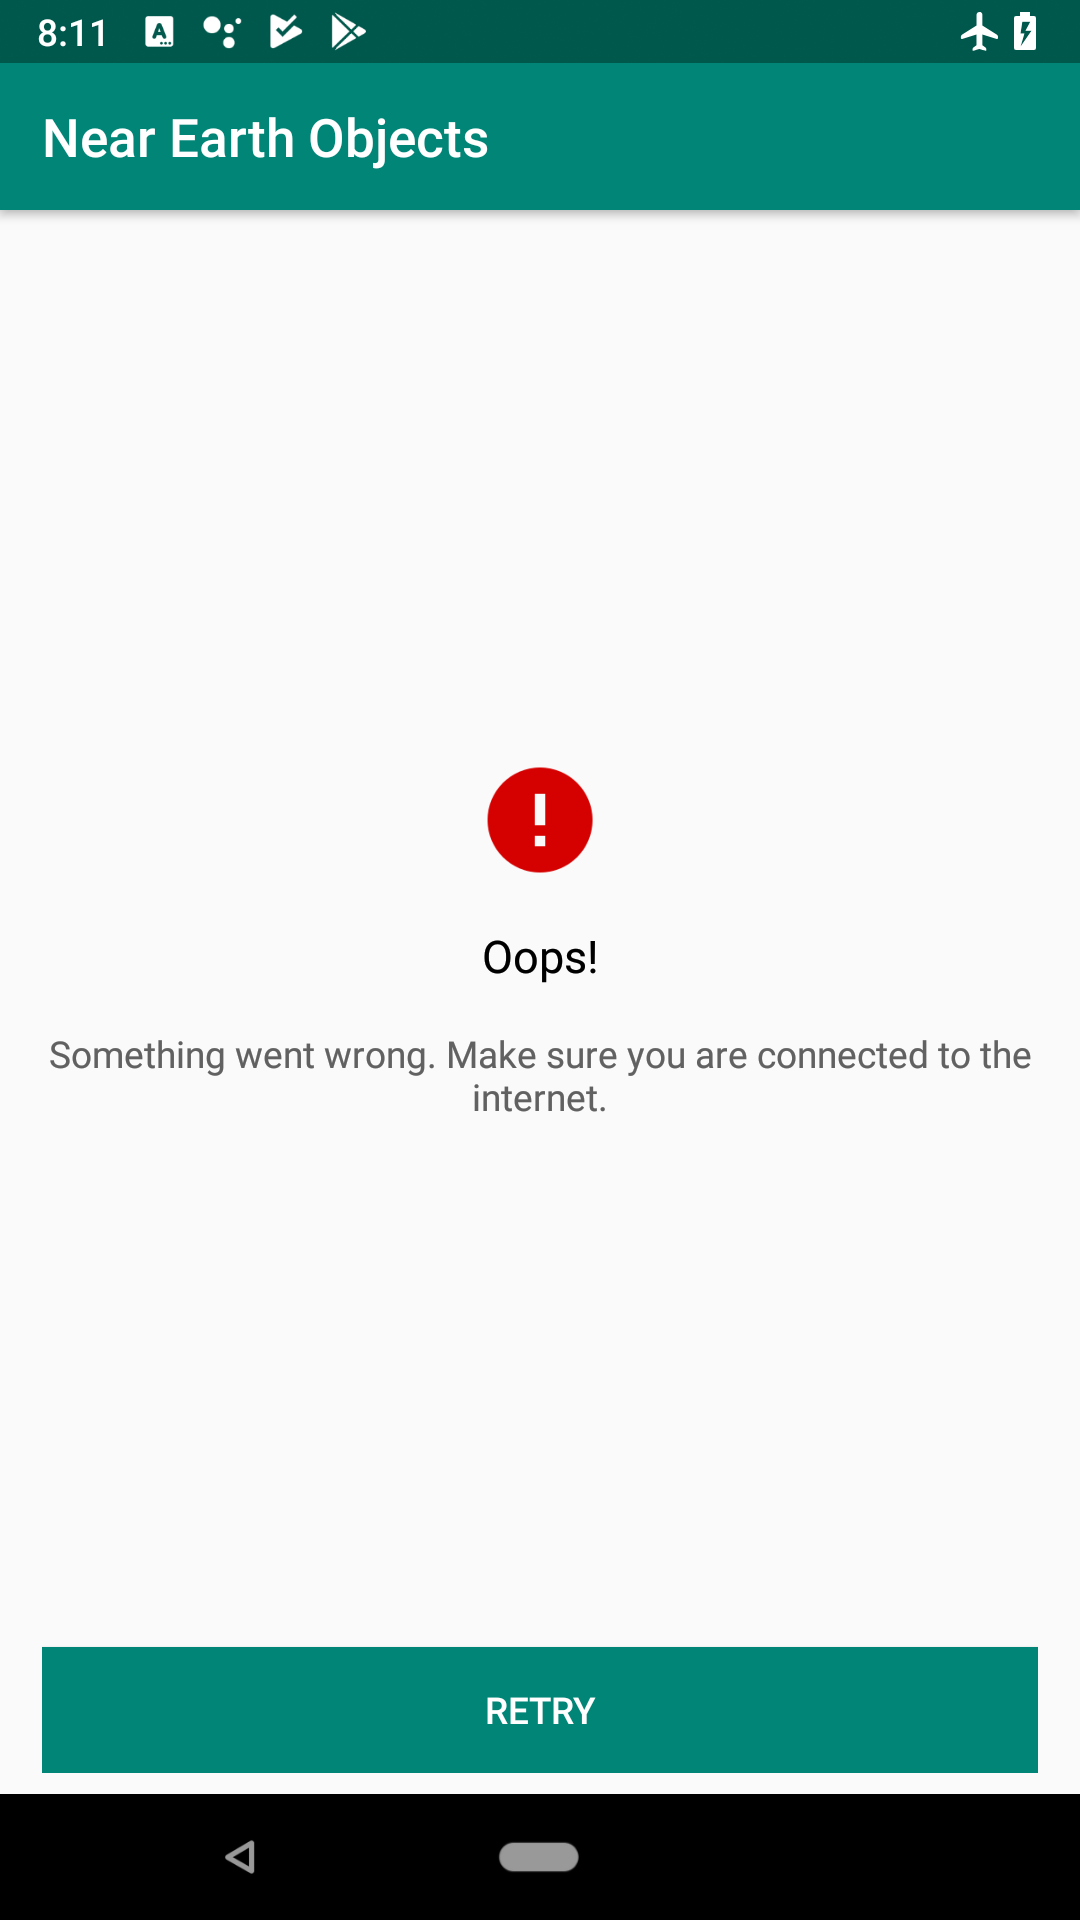 8:11
Near Earth Objects
Oops!
Something went wrong. Make sure you are connected to the
internet.
RETRY